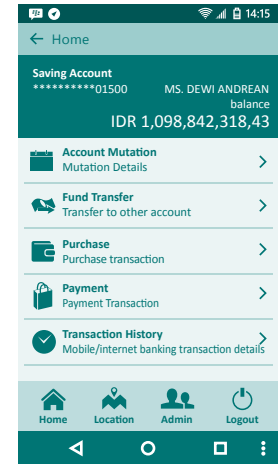 14:15
Home
Saving Account
**********01500 MS. DEWI ANDREAN
balance
IDR 1,098,842,318,43
Account Mutation
Mutation Details
Fund Transfer
Transfer to other account
Purchase
Purchase transaction
Payment
Payment Transaction
Transaction History
Mobile/internet banking transaction details
Home Location Admin Logout